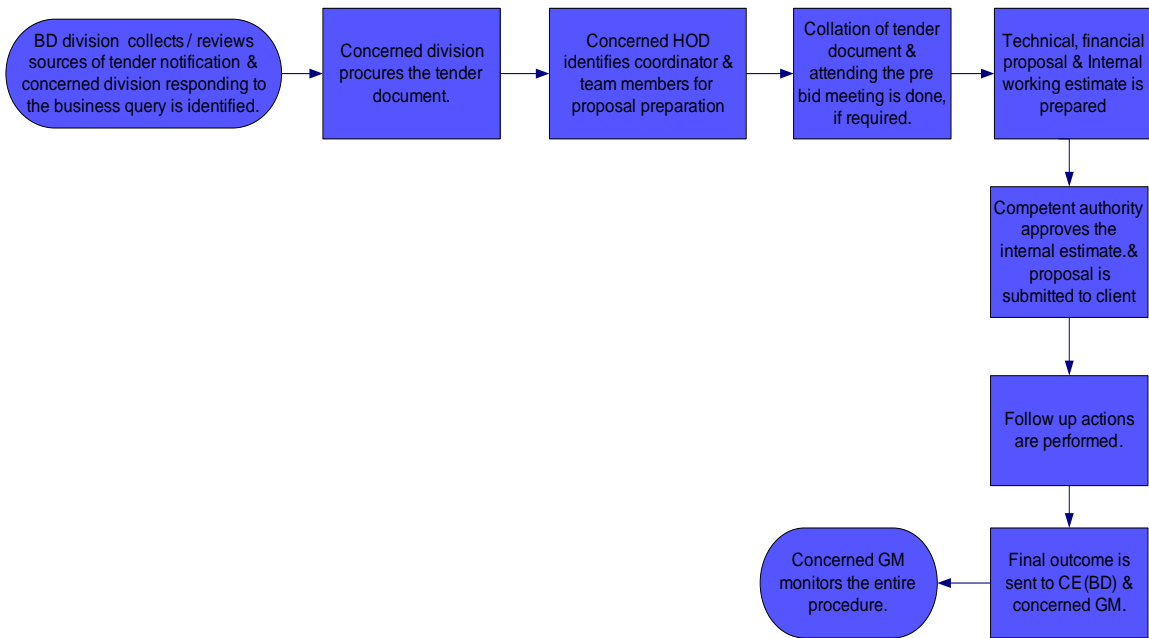 BD division collects / reviews
sources of tender notification &
concerned division responding to
the business query is identified.
Concerned division
procures the tender
document.
Concerned HOD
identifies coordinator &
team members for
proposal preparation
Collation of tender
document &
attending the pre
bid meeting is done,
if required.
Technical, financial
proposal & Internal
working estimate is
prepared
Competent authority
approves the
internal estimate.&
proposal is
submitted to client
Follow up actions
are performed.
Final outcome is
sent to CE(BD) &
concerned GM.
Concerned GM
monitors the entire
procedure.